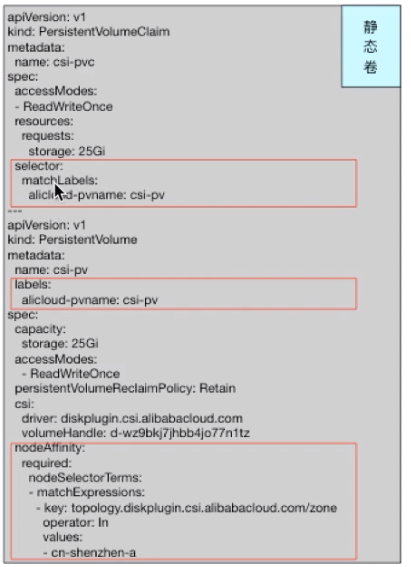 apiVersion: v1
kind: PersistentVolumeClaim
metadata:
  name: csi-pvc
spec:
  accessModes:
  - ReadWriteOnce
  resources:
    requests:
      storage: 25Gi
  selector:
    matchLabels:
      alicloud-pvname: csi-pv
---
apiVersion: v1
kind: PersistentVolume
metadata:
  name: csi-pv
  labels:
    alicloud-pvname: csi-pv
spec:
  capacity:
    storage: 25Gi
  accessModes:
    - ReadWriteOnce
  persistentVolumeReclaimPolicy: Retain
  csi:
    driver: diskplugin.csi.alibabacloud.com
    volumeHandle: d-wz9bkj7jhbb4jo77n1tz
  nodeAffinity:
    required:
      nodeSelectorTerms:
      - matchExpressions:
        - key: topology.diskplugin.csi.alibabacloud.com/zone
          operator: In
          values:
          - cn-shenzhen-a
静
态
卷